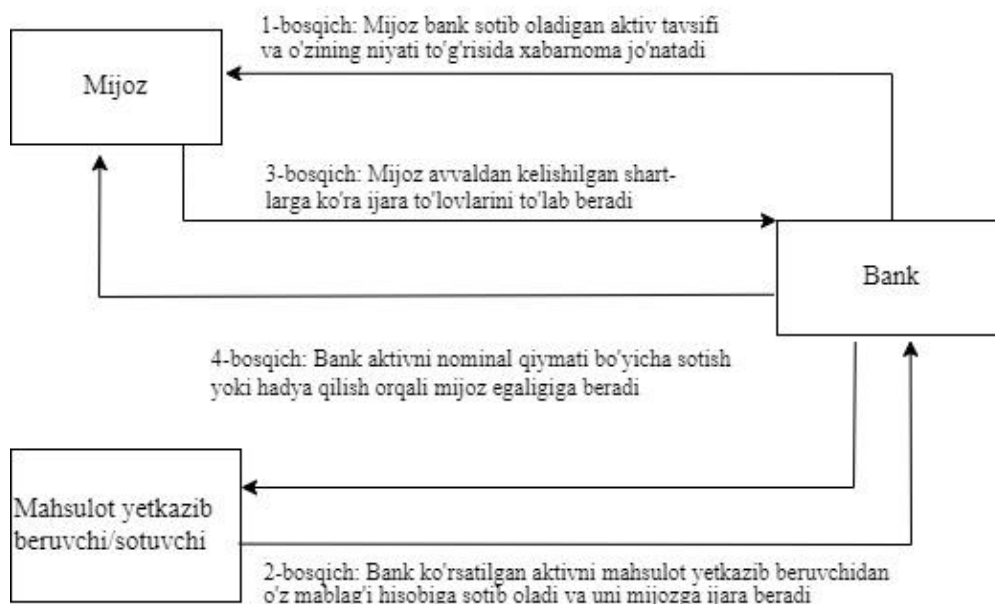 1-bosqich: Mijoz bank sotib oladigan aktiv tavsifi
va o'zining niyati to'g'risida xabarnoma jo'natadi
Mijoz
3-bosqich: Mijoz avvaldan kelishilgan shart-
larga ko'ra ijara to'lovlarini to'lab beradi
Bank
4-bosqich: Bank aktivni nominal qiymati bo'yicha sotish
yoki hadya qilish orqali mijoz egaligiga beradi
Mahsulot yetkazib
beruvchi/sotuvchi
2-bosqich: Bank ko'rsatilgan aktivni mahsulot yetkazib beruvchidan
o'z mablag'i hisobiga sotib oladi va uni mijozga ijara beradi